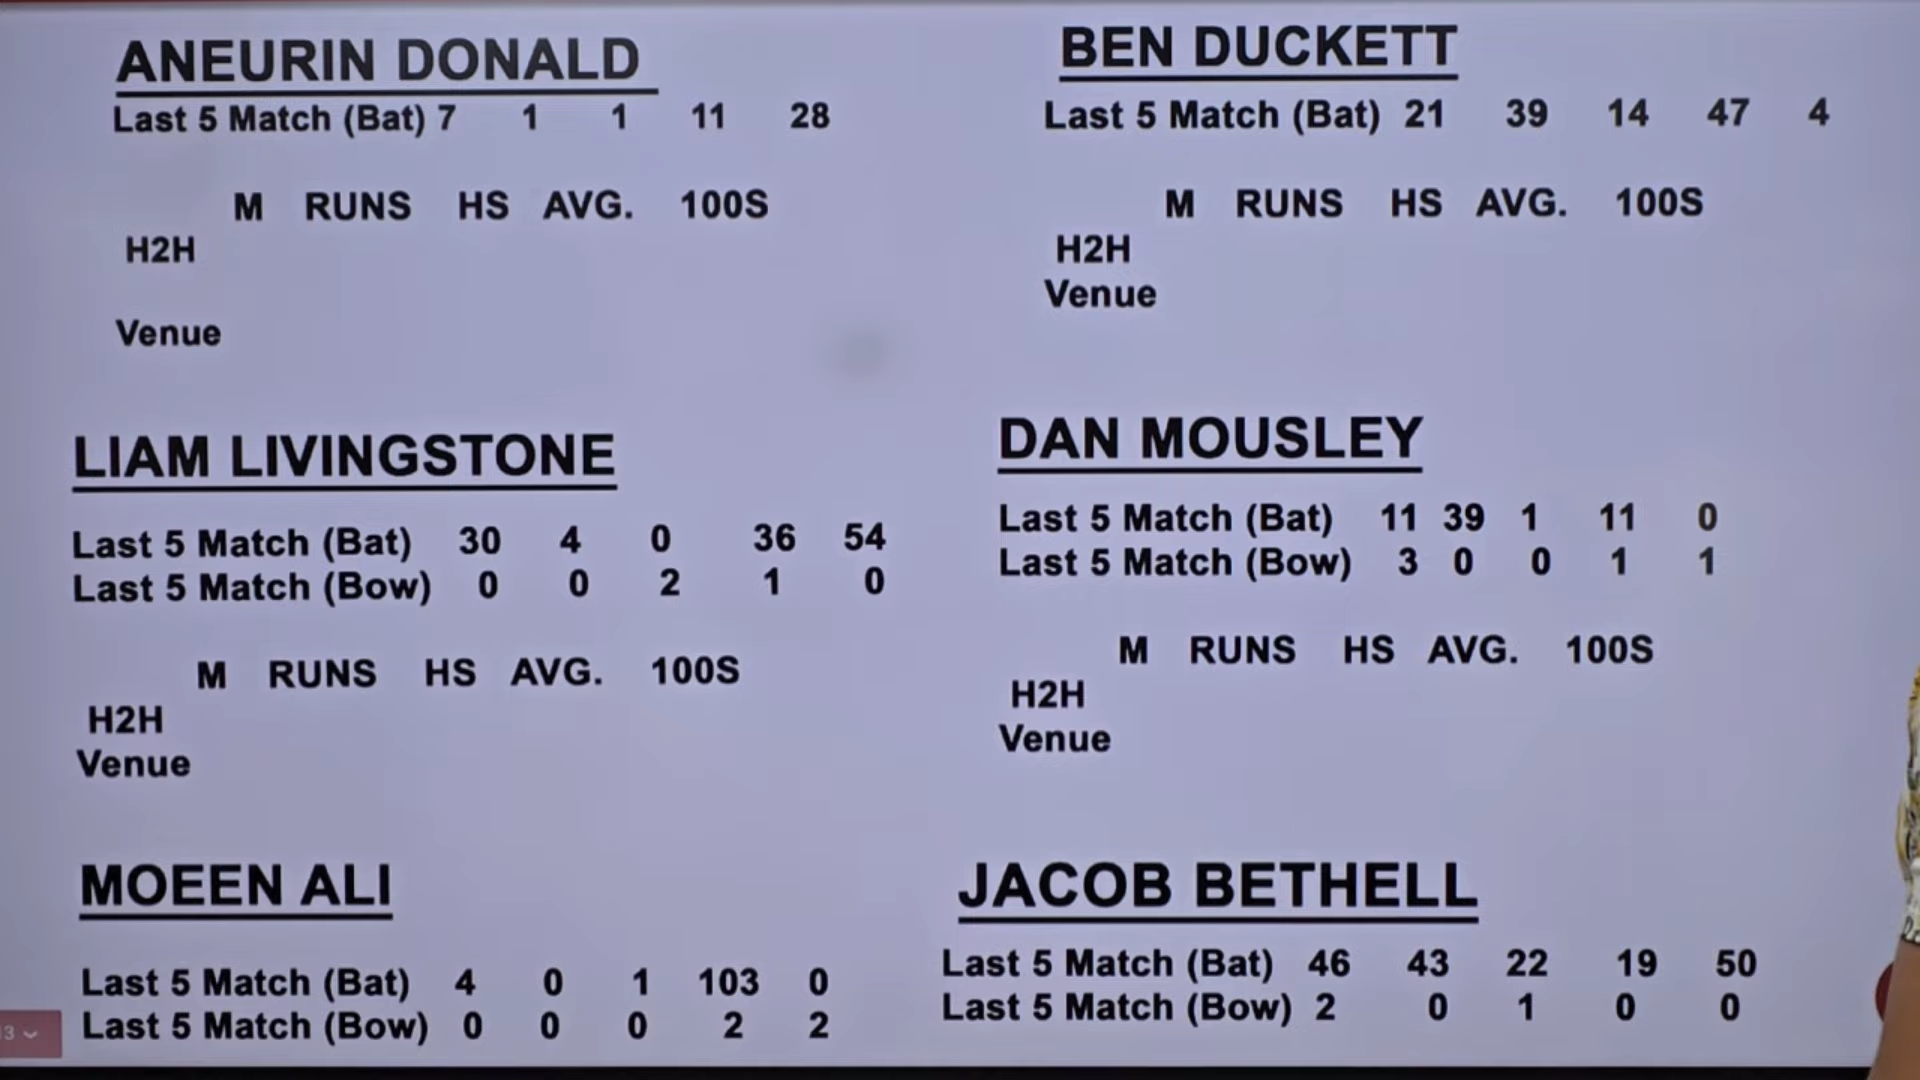 ANEURIN DONALD
Last 5 Match (Bat) 7 1 1 11 28
M RUNS HS AVG. 100S
H2H
Venue
BEN DUCKETT
Last 5 Match (Bat) 21 39 14 47 4
M RUNS HS AVG. 100S
H2H
Venue
LIAM LIVINGSTONE
Last 5 Match (Bat) 30 4 0 36 54
Last 5 Match (Bow) 0 0 2 1 0
M RUNS HS AVG. 100S
H2H
Venue
DAN MOUSLEY
Last 5 Match (Bat) 11 39 1 11 0
Last 5 Match (Bow) 3 0 0 1 1
M RUNS HS AVG. 100S
H2H
Venue
MOEEN ALI
Last 5 Match (Bat) 4 0 1 103 0
Last 5 Match (Bow) 0 0 0 2 2
JACOB BETHELL
Last 5 Match (Bat) 46 43 22 19 50
Last 5 Match (Bow) 2 0 1 0 0